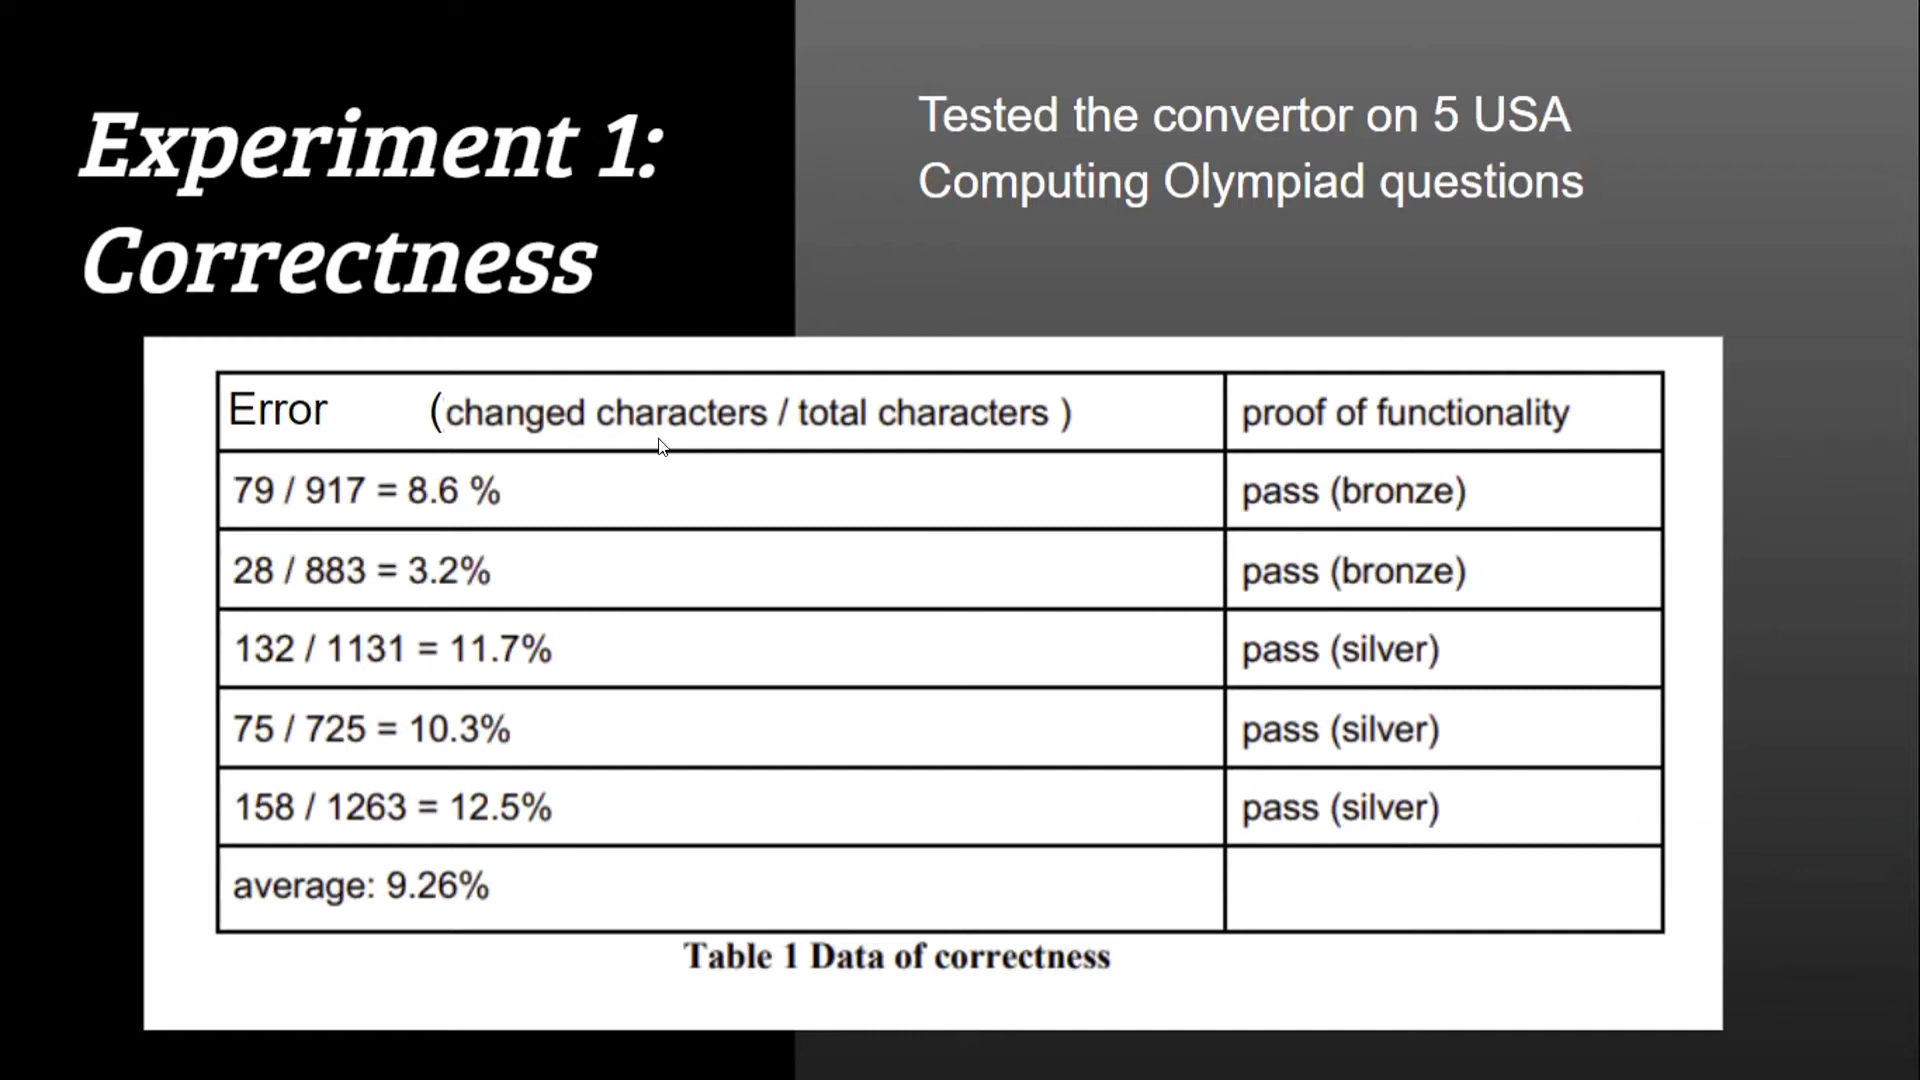 Experiment 1:
Correctness
Tested the convertor on 5 USA
Computing Olympiad questions
Error (changed characters / total characters ) proof of functionality
79 / 917 = 8.6 % pass (bronze)
28 / 883 = 3.2% pass (bronze)
132 / 1131 = 11.7% pass (silver)
75 / 725 = 10.3% pass (silver)
158 / 1263 = 12.5% pass (silver)
average: 9.26%
Table 1 Data of correctness